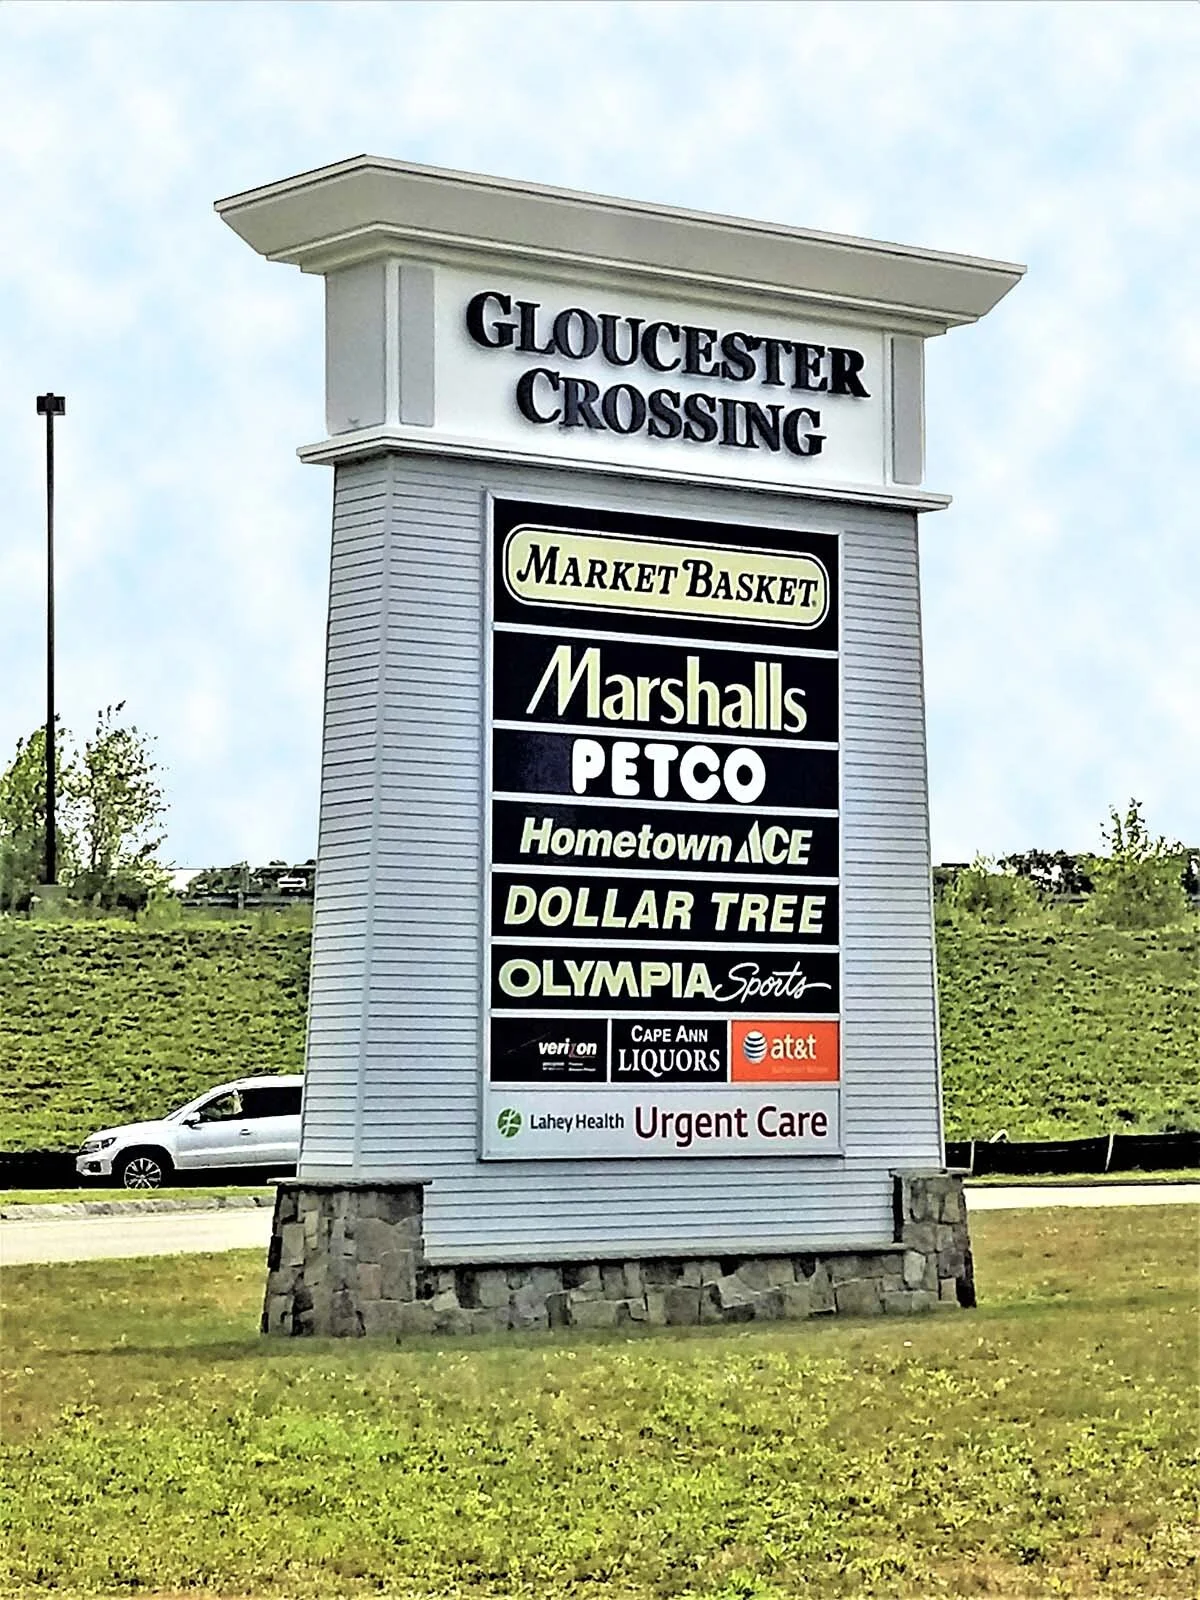 GLOUCESTER
CROSSING
MARKET BASKET
Marshalls
PETCO
Hometown ACE
DOLLAR TREE
OLYMPIA Sports
verizon
CAPE ANN
LIQUORS
at&t
Lahey Health Urgent Care